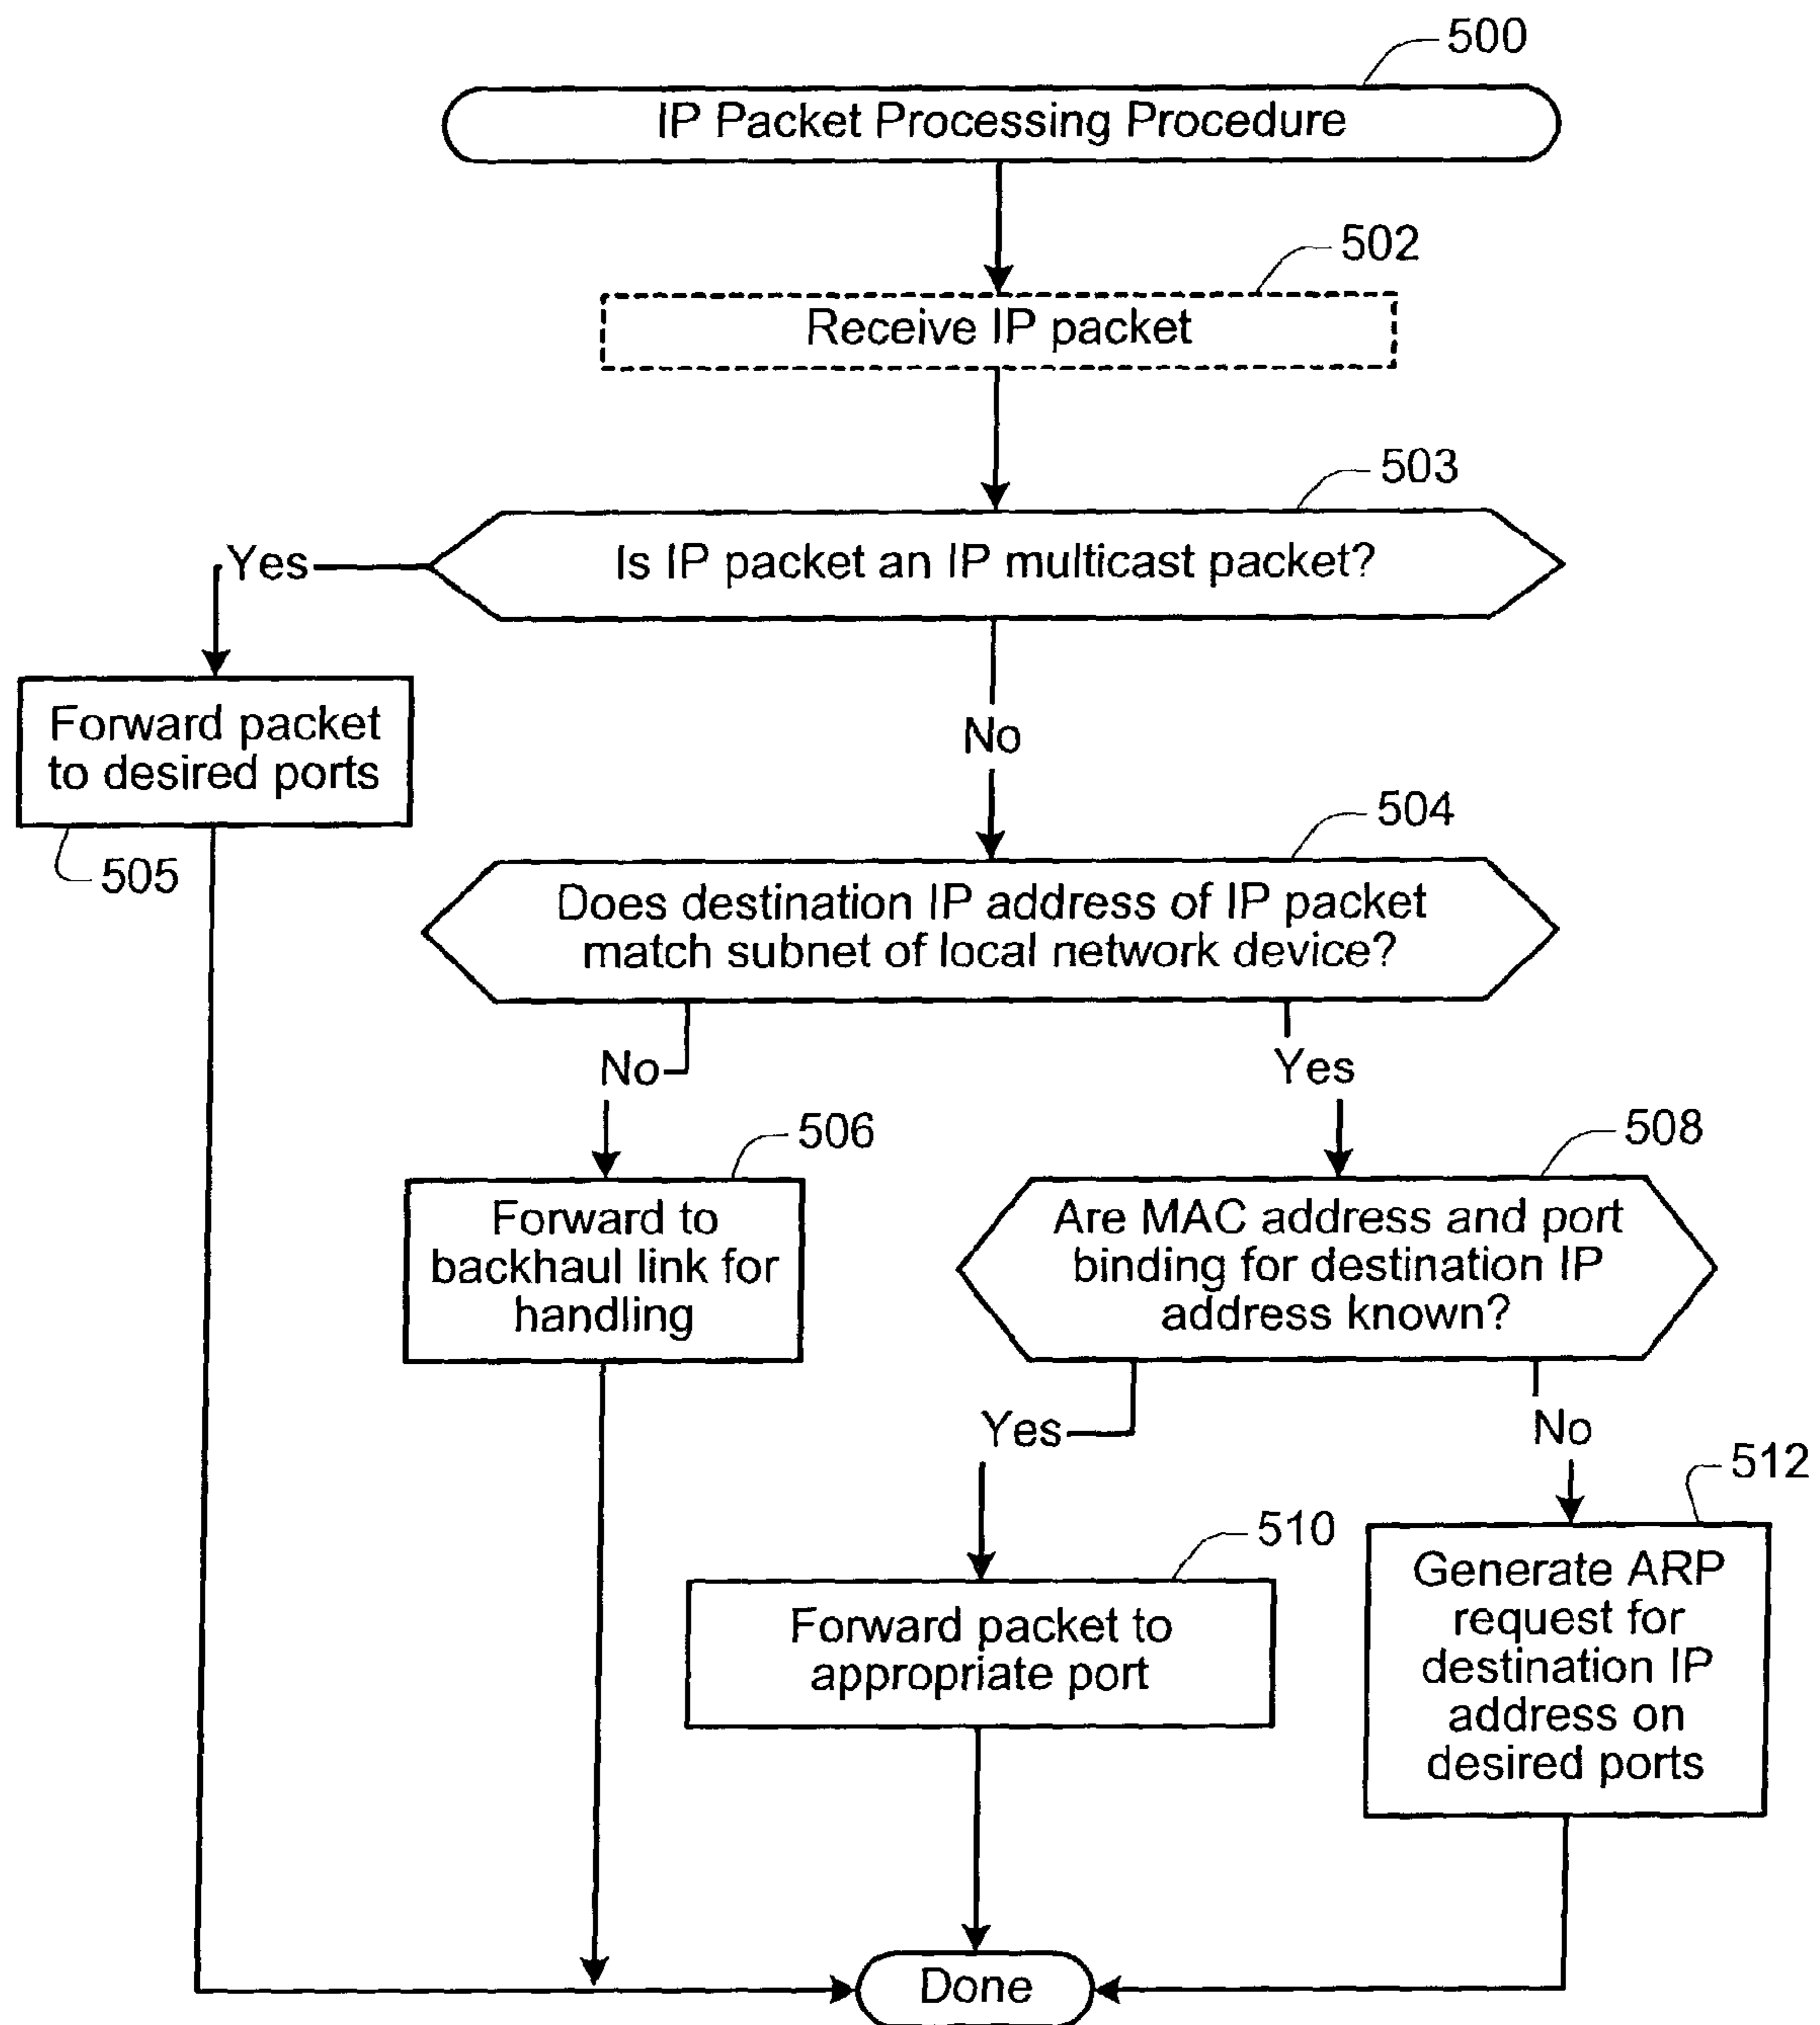 500
IP Packet Processing Procedure
502
Receive IP packet
503
Is IP packet an IP multicast packet?
Yes
Forward packet
to desired ports
505
No
504
Does destination IP address of IP packet
match subnet of local network device?
No
Yes
506
Forward to
backhaul link for
handling
508
Are MAC address and port
binding for destination IP
address known?
Yes
No
510
Forward packet to
appropriate port
512
Generate ARP
request for
destination IP
address on
desired ports
Done